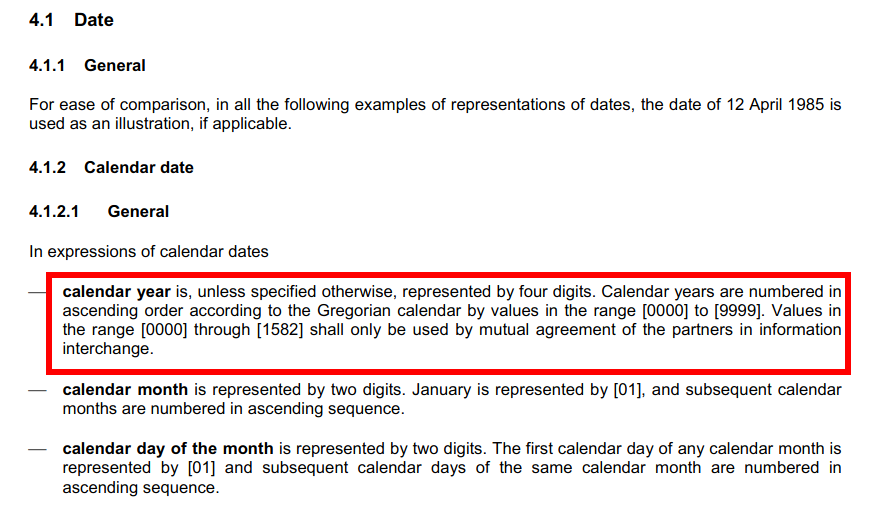 4.1 Date
4.1.1 General
For ease of comparison, in all the following examples of representations of dates, the date of 12 April 1985 is
used as an illustration, if applicable.
4.1.2 Calendar date
4.1.2.1 General
In expressions of calendar dates
— calendar year is, unless specified otherwise, represented by four digits. Calendar years are numbered in
ascending order according to the Gregorian calendar by values in the range [0000] to [9999]. Values in
the range [0000] through [1582] shall only be used by mutual agreement of the partners in information
interchange.
— calendar month is represented by two digits. January is represented by [01], and subsequent calendar
months are numbered in ascending sequence.
— calendar day of the month is represented by two digits. The first calendar day of any calendar month is
represented by [01] and subsequent calendar days of the same calendar month are numbered in
ascending sequence.